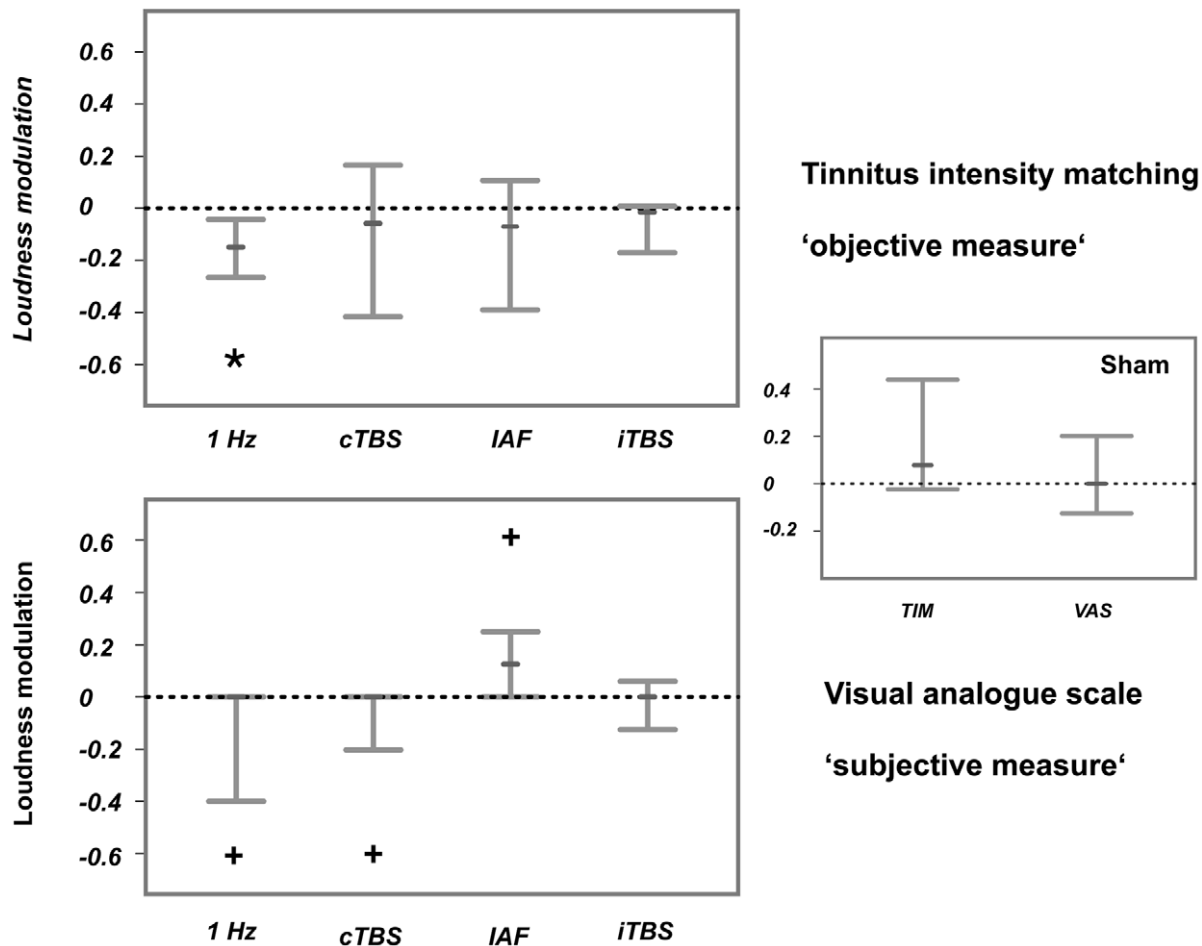 Loudness modulation
0.6
0.4
0.2
0
-0.2
-0.4
-0.6
*
1 Hz cTBS IAF iTBS
Tinnitus intensity matching
‘objective measure‘
Sham
0.4
0.2
0
-0.2
TIM VAS
Loudness modulation
0.6
0.4
0.2
0
-0.2
-0.4
-0.6
+
+ +
1 Hz cTBS IAF iTBS
Visual analogue scale
‘subjective measure‘